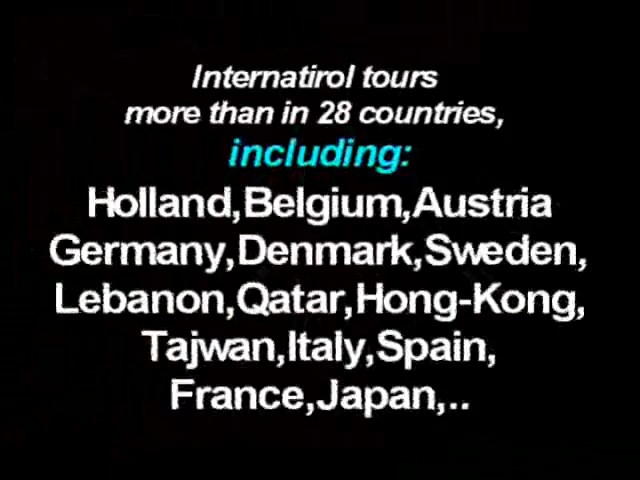 Internatirol tours
more than in 28 countries,
including:
Holland,Belgium,Austria
Germany,Denmark,Sweden,
Lebanon,Qatar,Hong-Kong,
Tajwan,Italy,Spain,
France,Japan,..